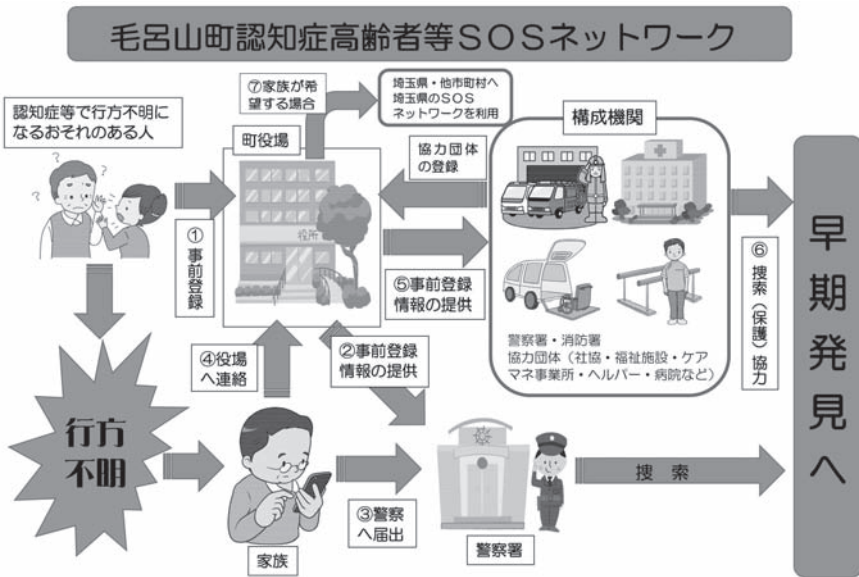 毛呂山町認知症高齢者等ＳＯＳネットワーク
認知症等で行方不明に
なるおそれのある人
⑦家族が希
望する場合
埼玉県・他市町村へ
埼玉県のＳＯＳ
ネットワークを利用
町役場
役所
①事前登録
協力団体
の登録
⑤事前登録
情報の提供
構成機関
警察署・消防署
協力団体（社協・福祉施設・ケア
マネ事業所・ヘルパー・病院など）
⑥捜索（保護）協力
早期発見へ
④役場
へ連絡
②事前登録
情報の提供
行方
不明
家族
③警察
へ届出
警察署
捜索